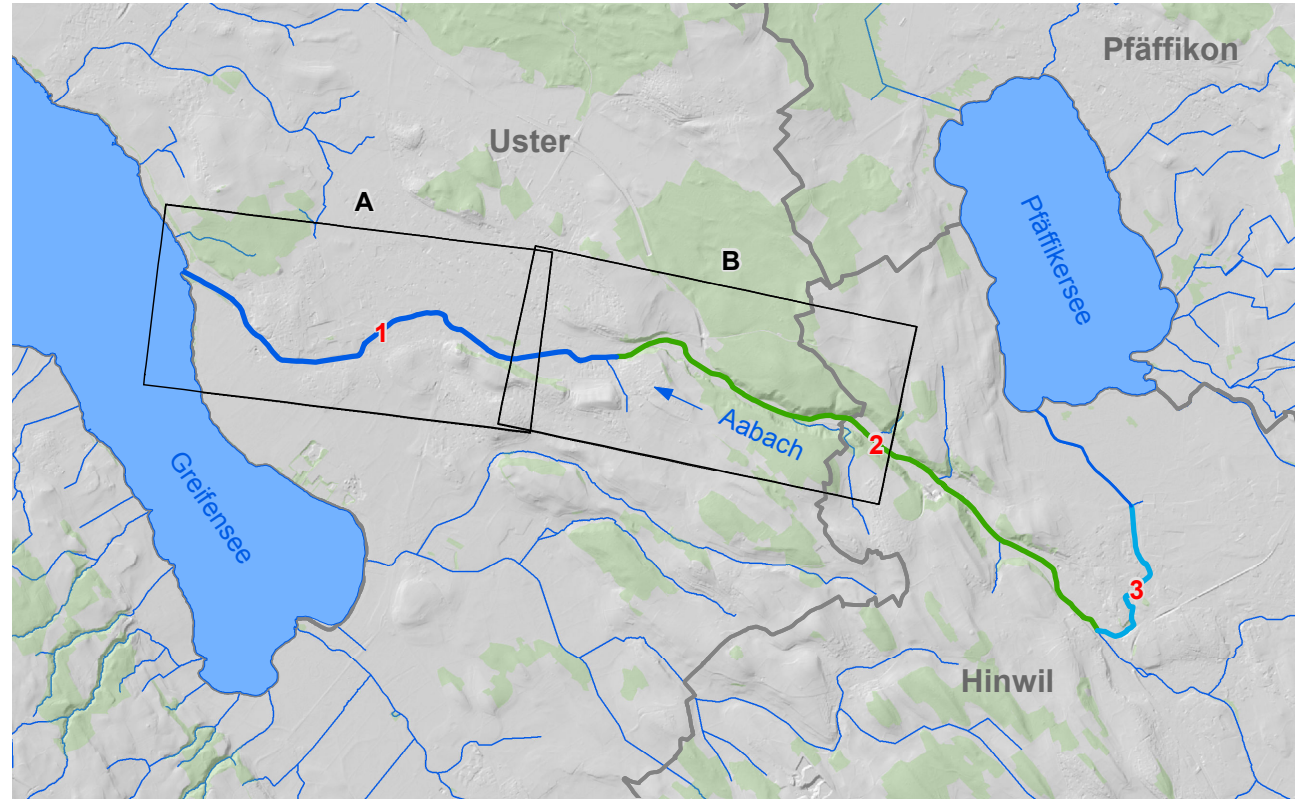 Pfäffikon
Uster
A
B
Pfäffikersee
1
Aabach
2
Greifensee
3
Hinwil